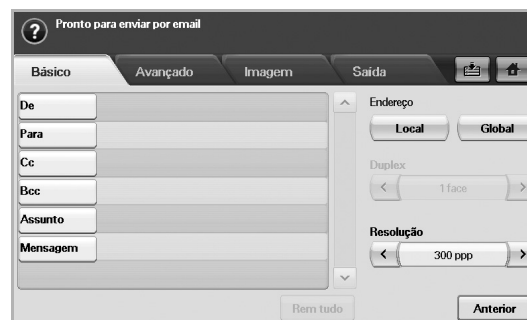 Pronto para enviar por email
Básico
Avançado
Imagem
Saída
De
Para
Cc
Bcc
Assunto
Mensagem
Endereço
Local
Global
Duplex
1 face
Resolução
300 ppp
Rem tudo
Anterior